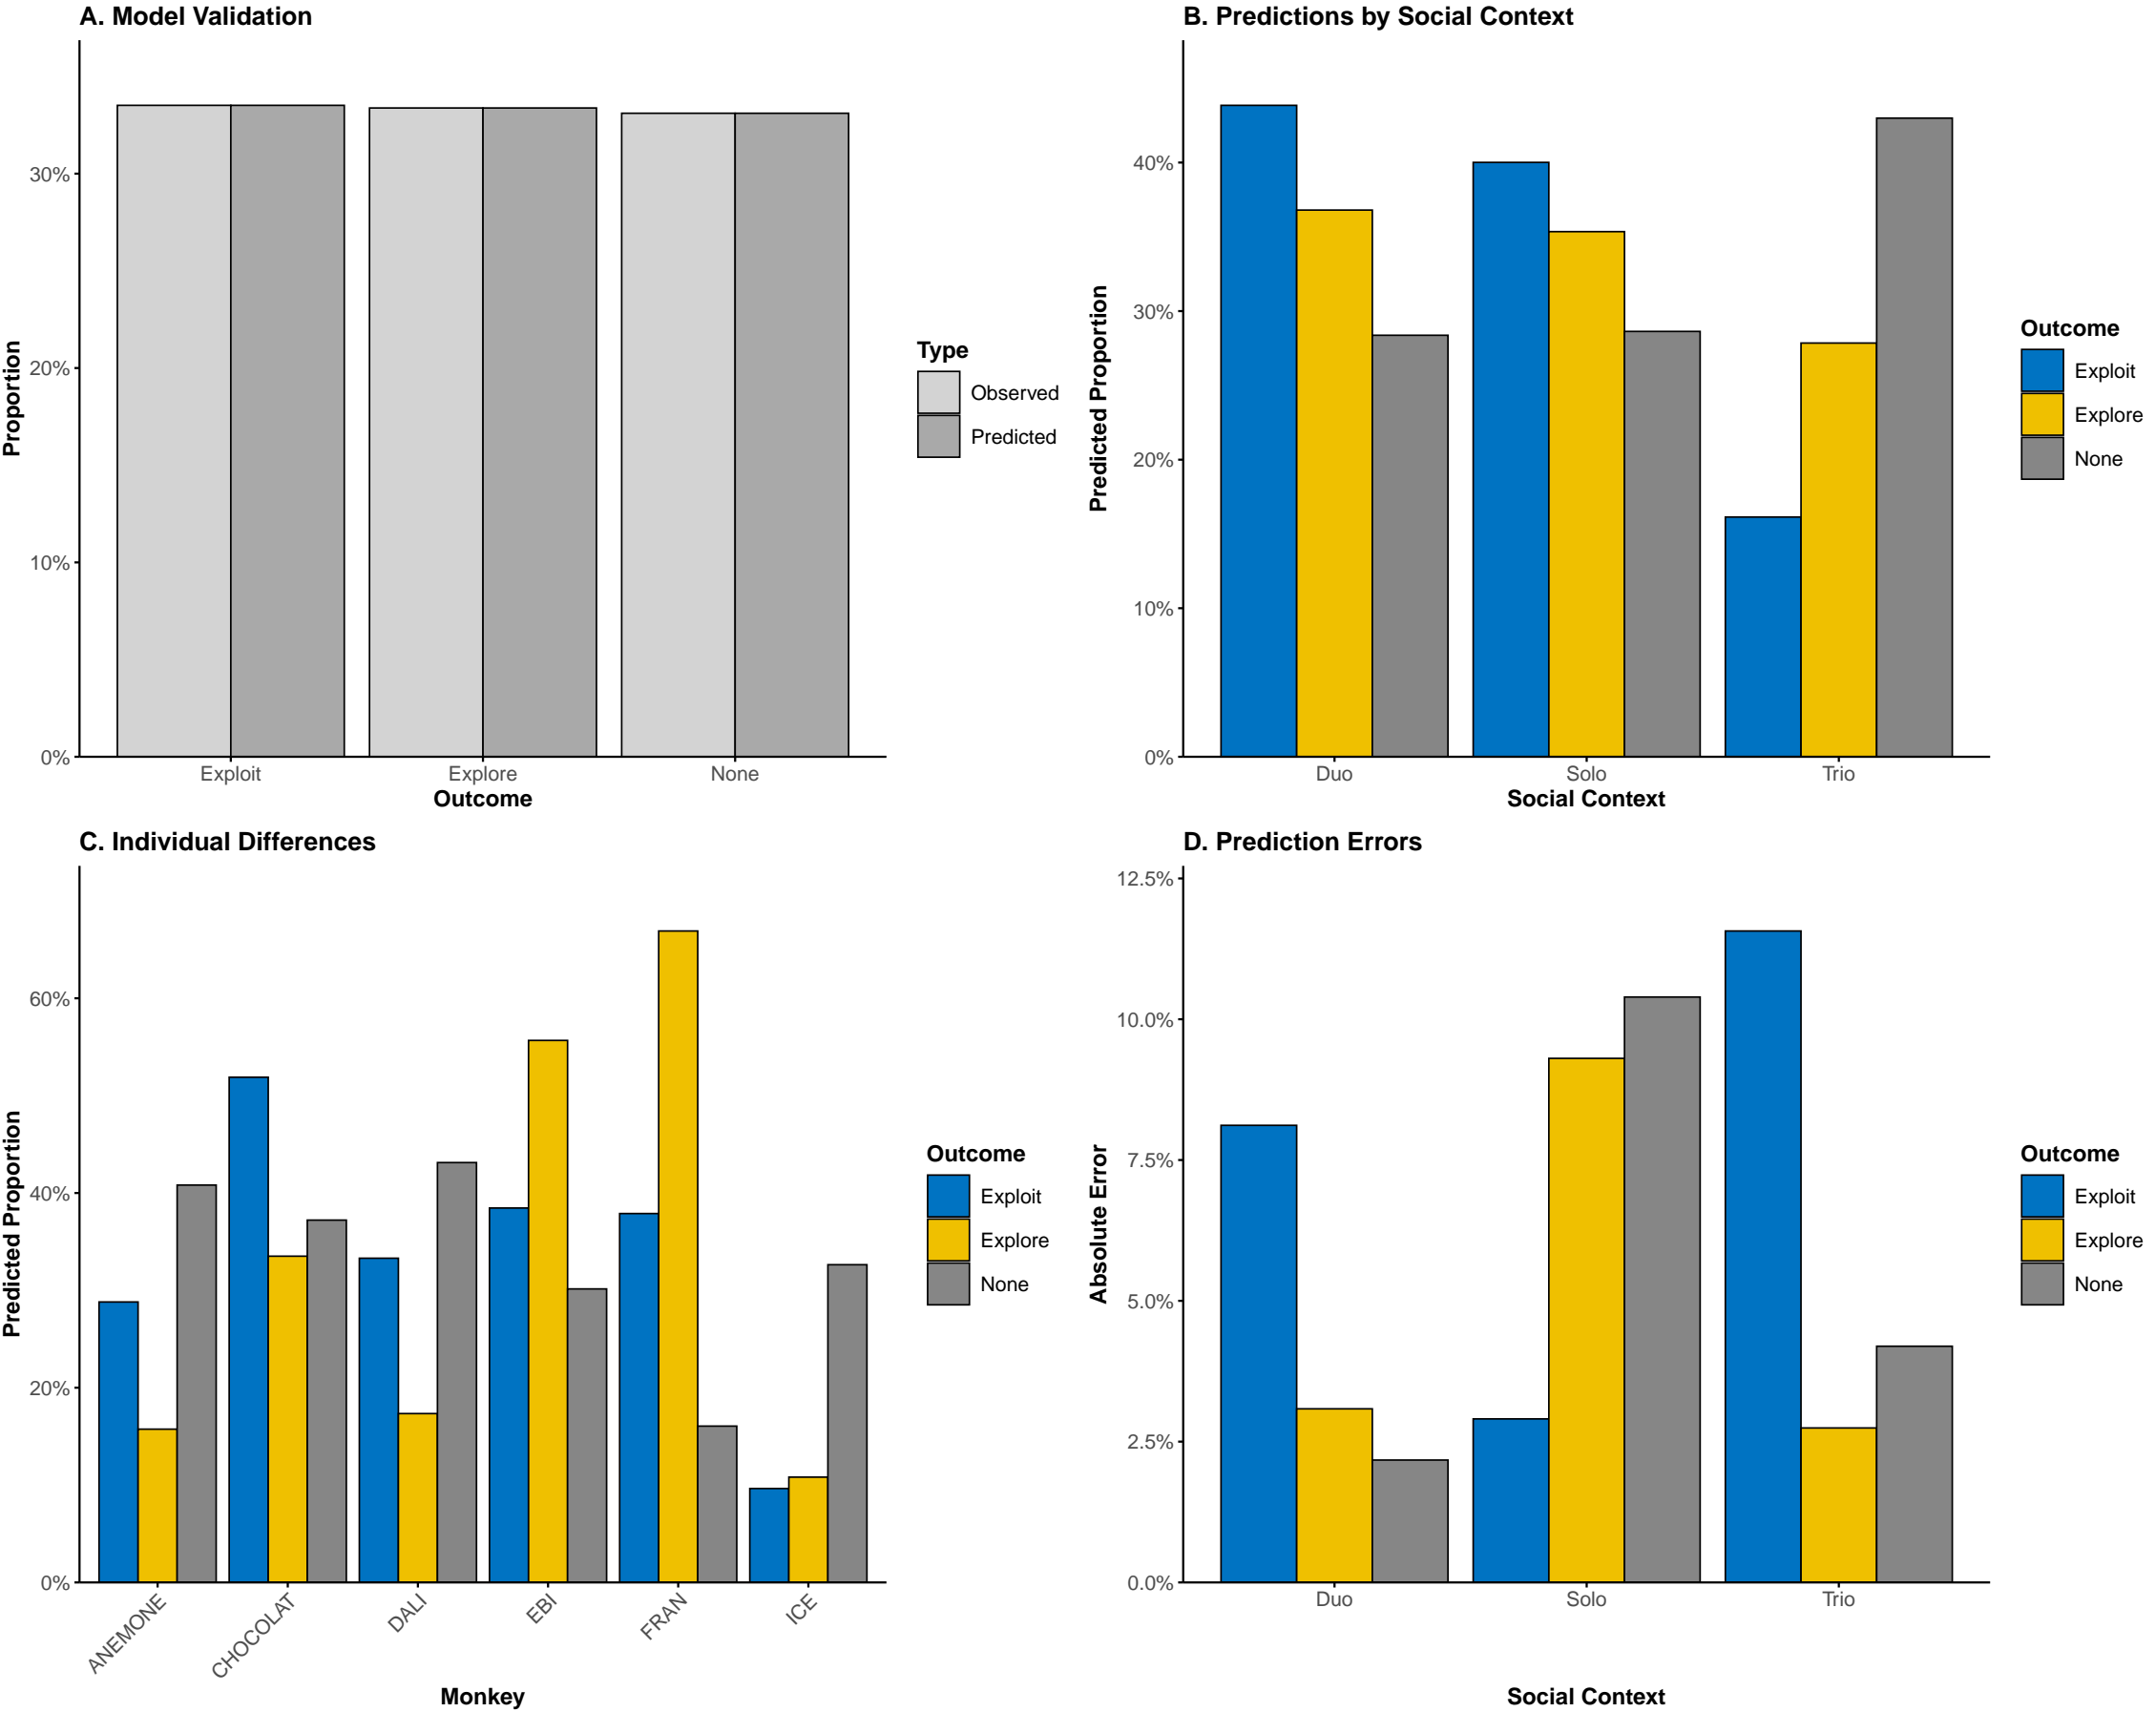 A. Model Validation
30%
20%
10%
0%
Proportion
Exploit
Explore
None
Outcome
Type
Observed
Predicted
B. Predictions by Social Context
40%
30%
20%
10%
0%
Predicted Proportion
Duo
Solo
Trio
Social Context
Outcome
Exploit
Explore
None
C. Individual Differences
60%
40%
20%
0%
Predicted Proportion
ANEMONE
CHOCOLAT
DALI
EBI
FRAN
ICE
Monkey
Outcome
Exploit
Explore
None
D. Prediction Errors
12.5%
10.0%
7.5%
5.0%
2.5%
0.0%
Absolute Error
Duo
Solo
Trio
Social Context
Outcome
Exploit
Explore
None